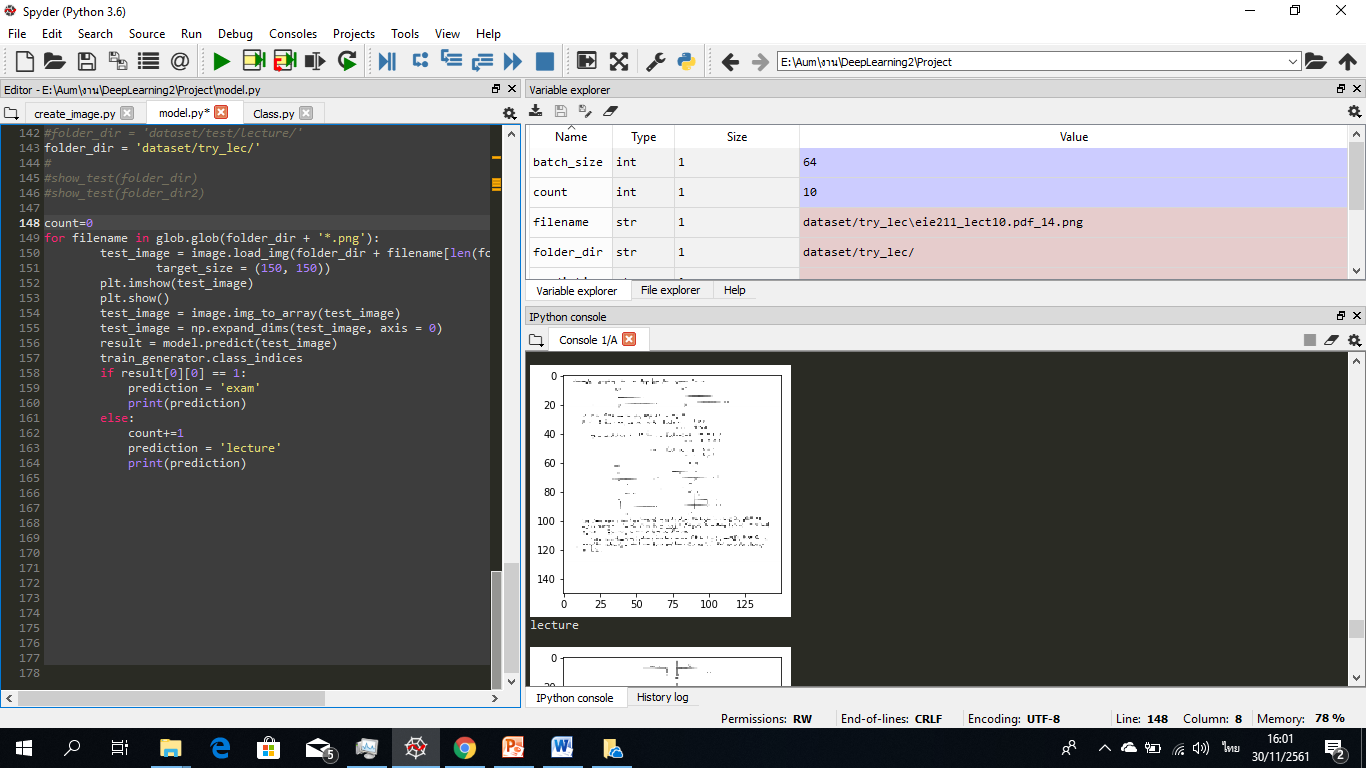 Spyder (Python 3.6)
File Edit Search Source Run Debug Consoles Projects Tools View Help
E:\Aum\งาน\DeepLearning2\Project
Editor - E:\Aum\งาน\DeepLearning2\Project\model.py
create_image.py model.py* Class.py
142 #folder_dir = 'dataset/test/lecture/'
143 folder_dir = 'dataset/try_lec/'
144 #
145 #show_test(folder_dir)
146 #show_test(folder_dir2)
147
148 count=0
149 for filename in glob.glob(folder_dir + '*.png'):
150 test_image = image.load_img(folder_dir + filename[len(fo
151 target_size = (150, 150))
152 plt.imshow(test_image)
153 plt.show()
154 test_image = image.img_to_array(test_image)
155 test_image = np.expand_dims(test_image, axis = 0)
156 result = model.predict(test_image)
157 train_generator.class_indices
158 if result[0][0] == 1:
159 prediction = 'exam'
160 print(prediction)
161 else:
162 count+=1
163 prediction = 'lecture'
164 print(prediction)
165
166
167
168
169
170
171
172
173
174
175
176
177
178
Variable explorer
Name Type Size Value
batch_size int 1 64
count int 1 10
filename str 1 dataset/try_lec\eie211_lect10.pdf_14.png
folder_dir str 1 dataset/try_lec/
Variable explorer File explorer Help
IPython console
Console 1/A
0
20
40
60
80
100
120
140
0 25 50 75 100 125
lecture
0
20
IPython console History log
Permissions: RW End-of-lines: CRLF Encoding: UTF-8 Line: 148 Column: 8 Memory: 78 %
5
ไทย
16:01
30/11/2561
2